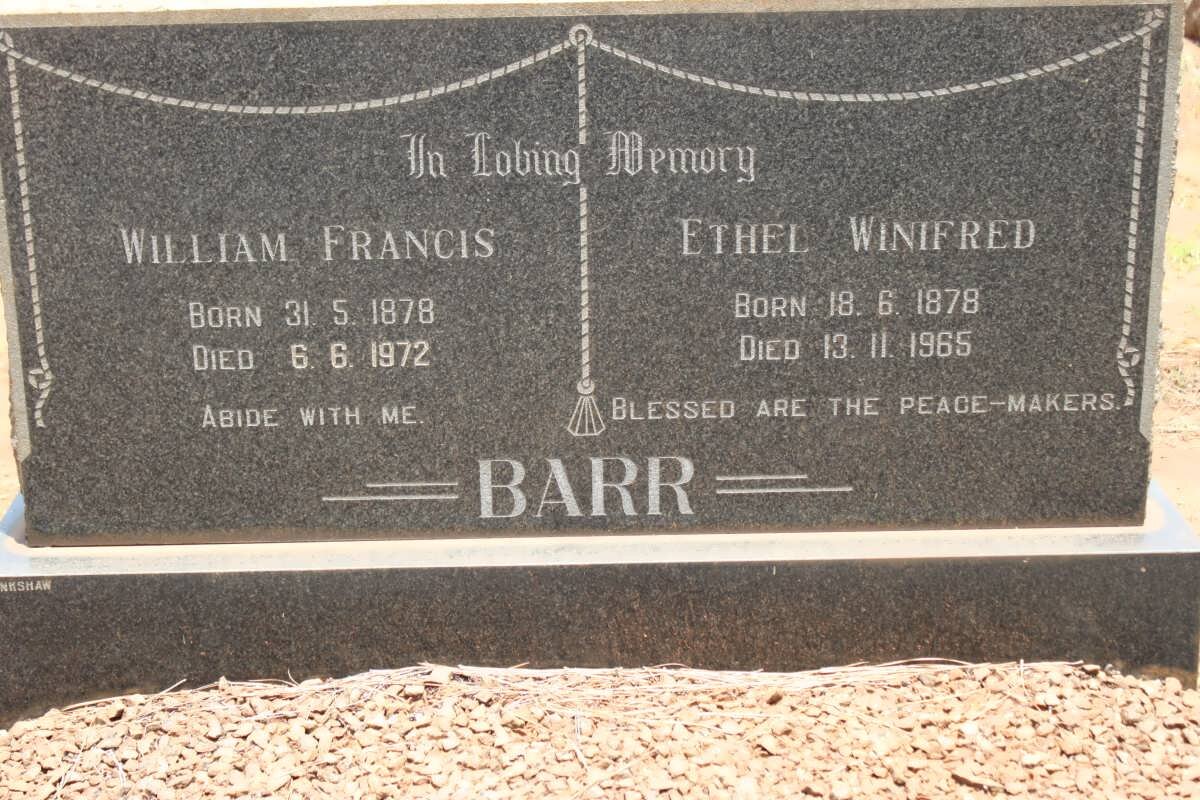 In Loving Memory
WILLIAM FRANCIS
BORN 31. 5. 1878
DIED 6. 6. 1972
ABIDE WITH ME.
ETHEL WINIFRED
BORN 18. 6. 1878
DIED 13. 11. 1965
BLESSED ARE THE PEACE-MAKERS.
BARR